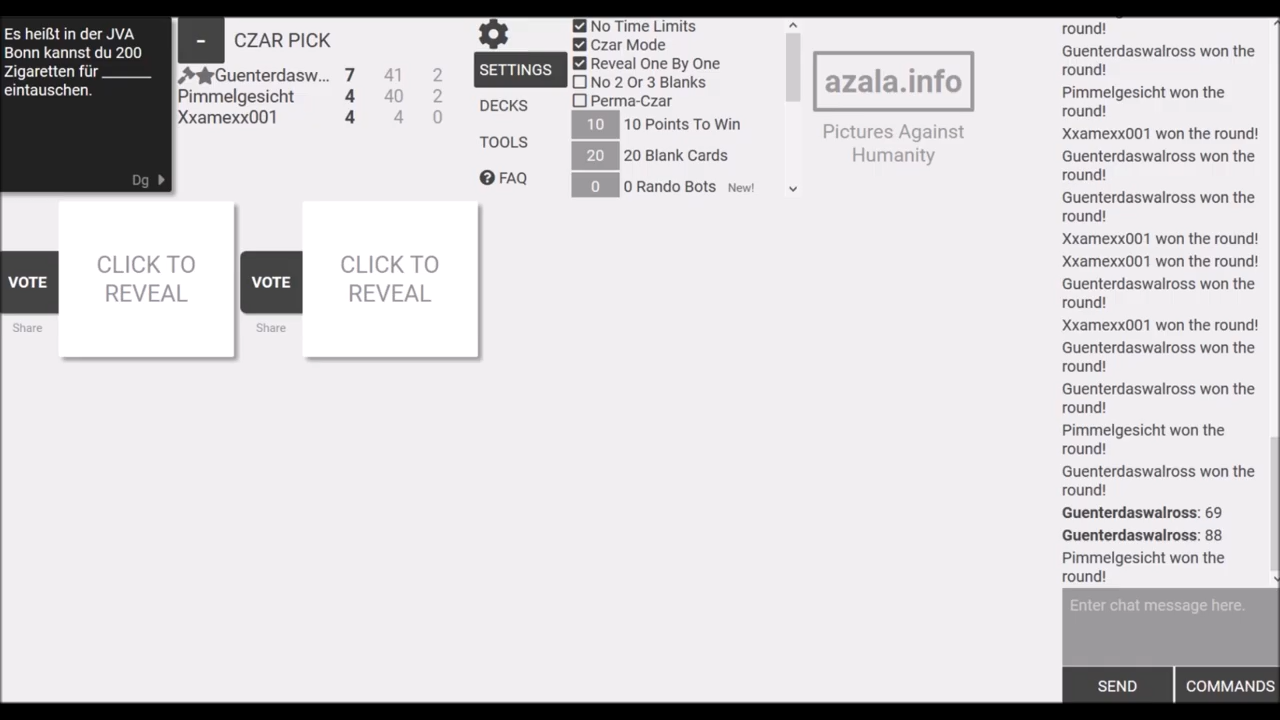 Es heißt in der JVA
Bonn kannst du 200
Zigaretten für ______
eintauschen.
Dg
-
CZAR PICK
Guenterdasw... 7 41 2
Pimmelgesicht 4 40 2
Xxamexx001 4 4 0
SETTINGS
DECKS
TOOLS
FAQ
No Time Limits
Czar Mode
Reveal One By One
No 2 Or 3 Blanks
Perma-Czar
10 10 Points To Win
20 20 Blank Cards
0 0 Rando Bots New!
azala.info
Pictures Against
Humanity
VOTE
Share
CLICK TO
REVEAL
VOTE
Share
CLICK TO
REVEAL
round!
Guenterdaswalross won the
round!
Pimmelgesicht won the
round!
Xxamexx001 won the round!
Guenterdaswalross won the
round!
Guenterdaswalross won the
round!
Xxamexx001 won the round!
Xxamexx001 won the round!
Guenterdaswalross won the
round!
Xxamexx001 won the round!
Guenterdaswalross won the
round!
Guenterdaswalross won the
round!
Pimmelgesicht won the
round!
Guenterdaswalross won the
round!
Guenterdaswalross: 69
Guenterdaswalross: 88
Pimmelgesicht won the
round!
Enter chat message here.
SEND
COMMANDS